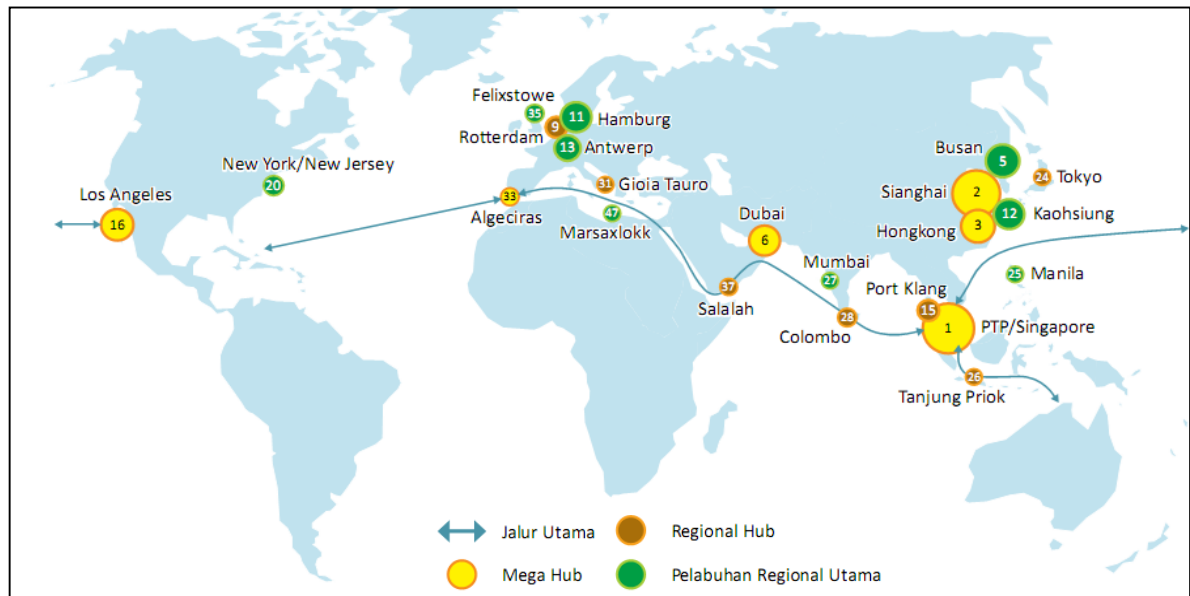 Felixstowe
35
11
Hamburg
Rotterdam
9
13
Antwerp
New York/New Jersey
20
Los Angeles
16
31
Gioia Tauro
33
Algeciras
47
Marsaxlokk
Dubai
6
Busan
5
24
Tokyo
Sianghai
2
12
Kaohsiung
Hongkong
3
Mumbai
27
25
Manila
Salalah
37
Port Klang
15
Colombo
28
1
PTP/Singapore
26
Tanjung Priok
Jalur Utama
Regional Hub
Mega Hub
Pelabuhan Regional Utama